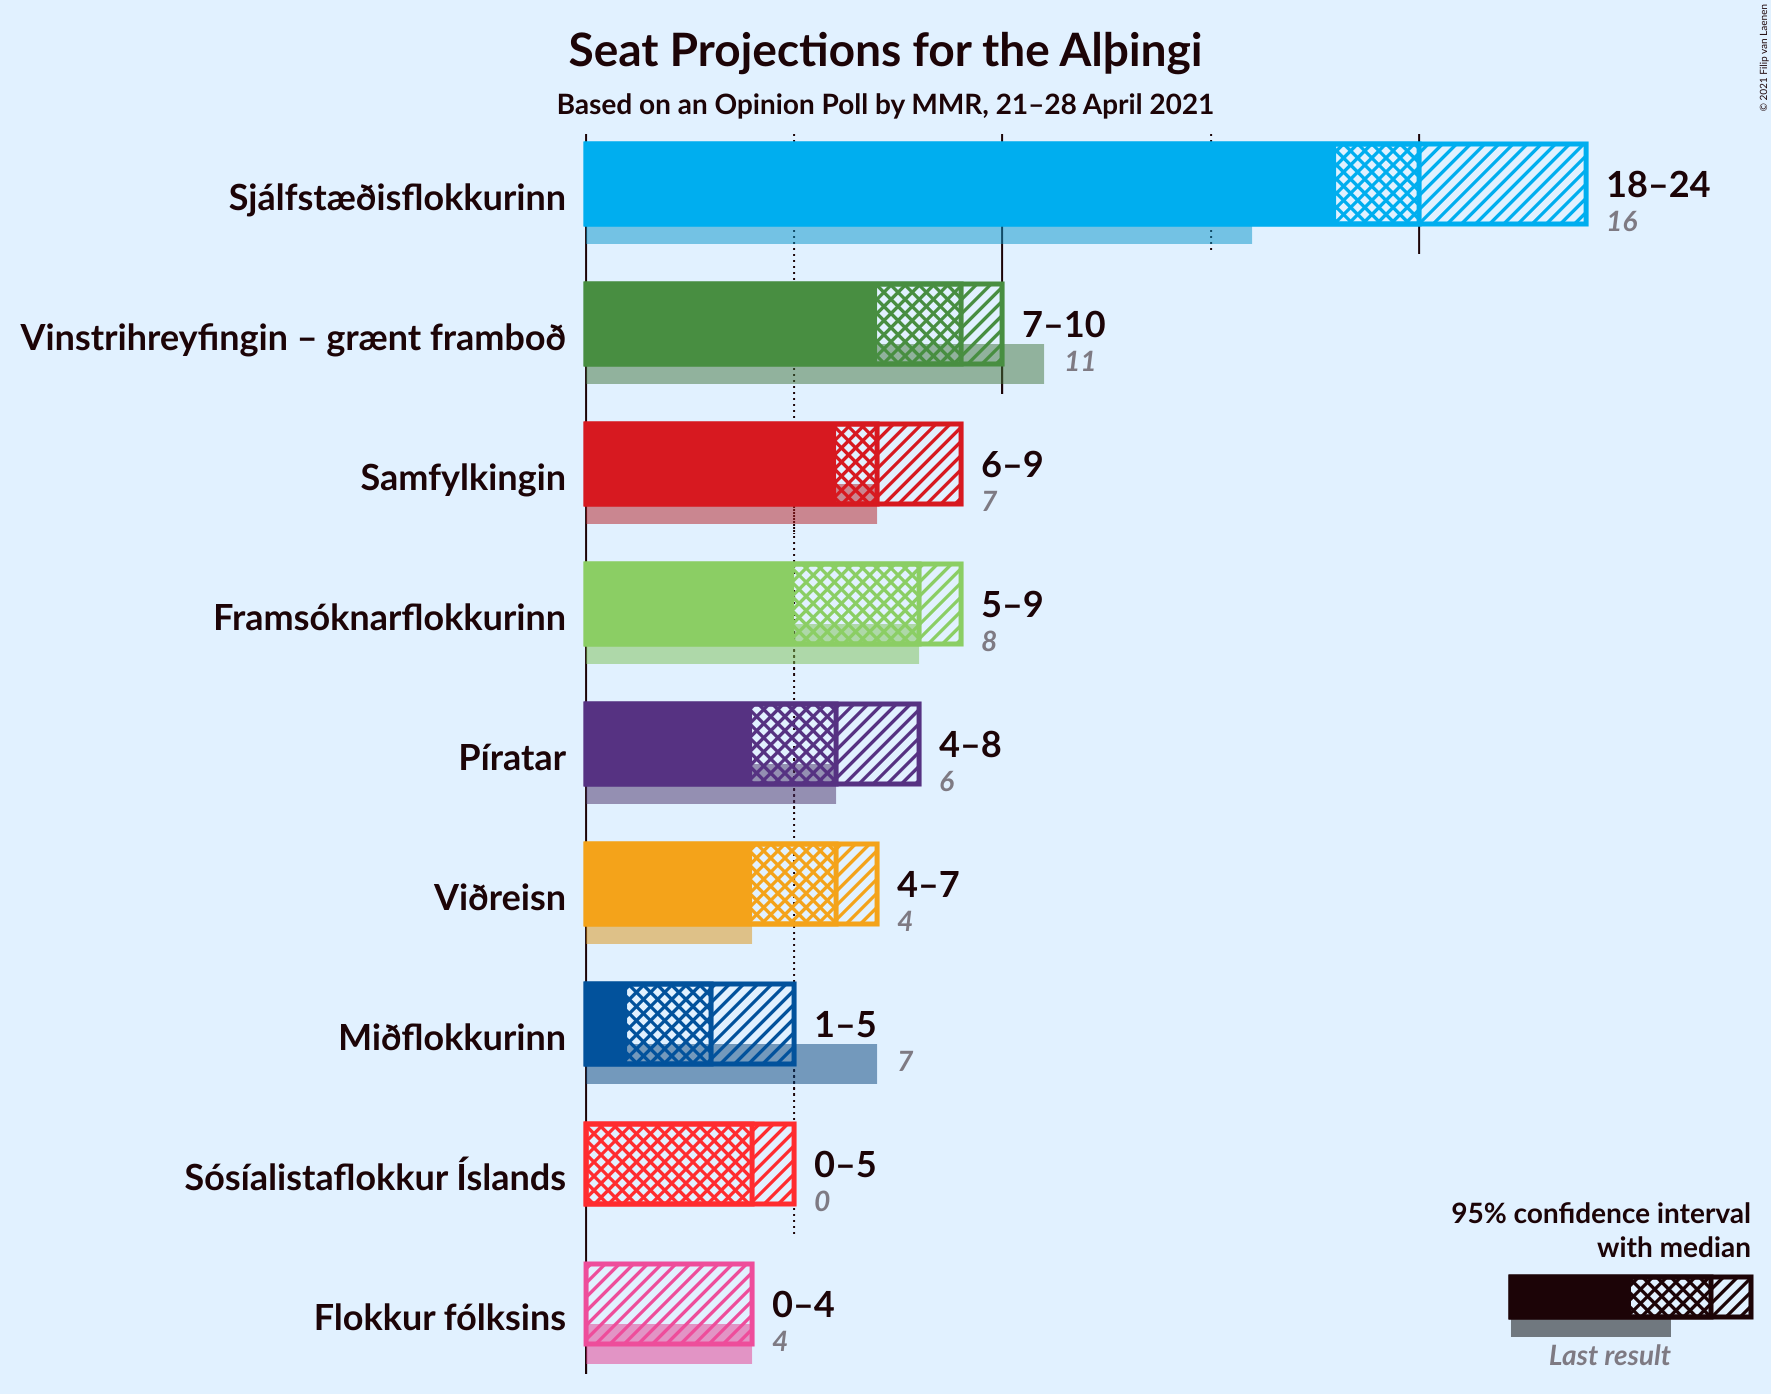 Seat Projections for the Alþingi
Based on an Opinion Poll by MMR, 21–28 April 2021
© 2021 Filip van Laenen
Sjálfstæðisflokkurinn
18–24
16
Vinstrihreyfingin – grænt framboð
7–10
11
Samfylkingin
6–9
7
Framsóknarflokkurinn
5–9
8
Píratar
4–8
6
Viðreisn
4–7
4
Miðflokkurinn
1–5
7
Sósíalistaflokkur Íslands
0–5
0
Flokkur fólksins
0–4
4
95% confidence interval
with median
Last result